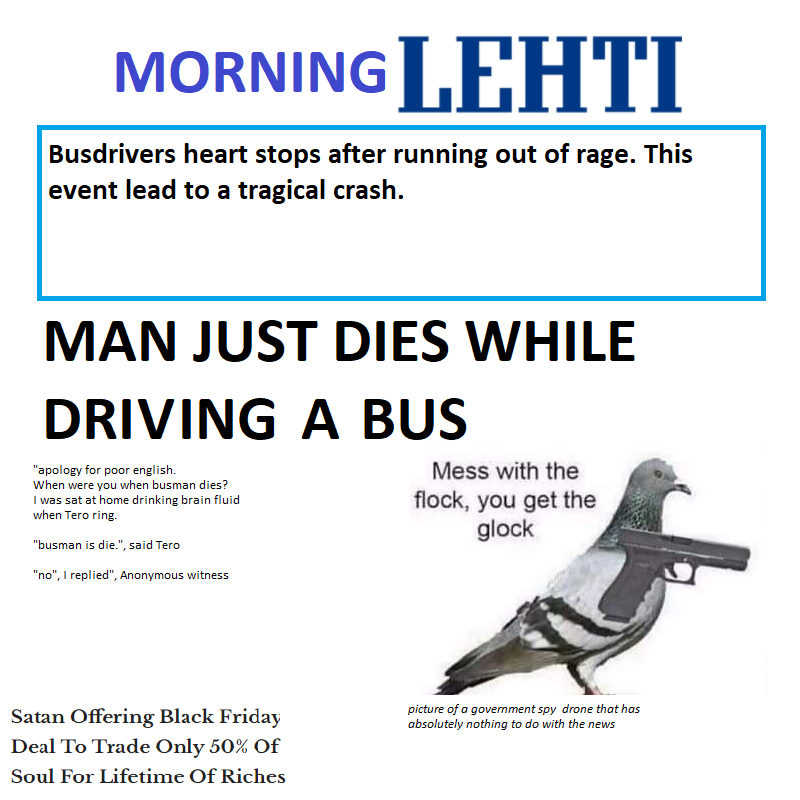 MORNING LEHTI
Busdrivers heart stops after running out of rage. This
event lead to a tragical crash.
MAN JUST DIES WHILE
DRIVING A BUS
"apology for poor english.
When were you when busman dies?
I was sat at home drinking brain fluid
when Tero ring.
"busman is die.", said Tero
"no", I replied", Anonymous witness
Mess with the
flock, you get the
glock
picture of a government spy drone that has
absolutely nothing to do with the news
Satan Offering Black Friday
Deal To Trade Only 50% Of
Soul For Lifetime Of Riches